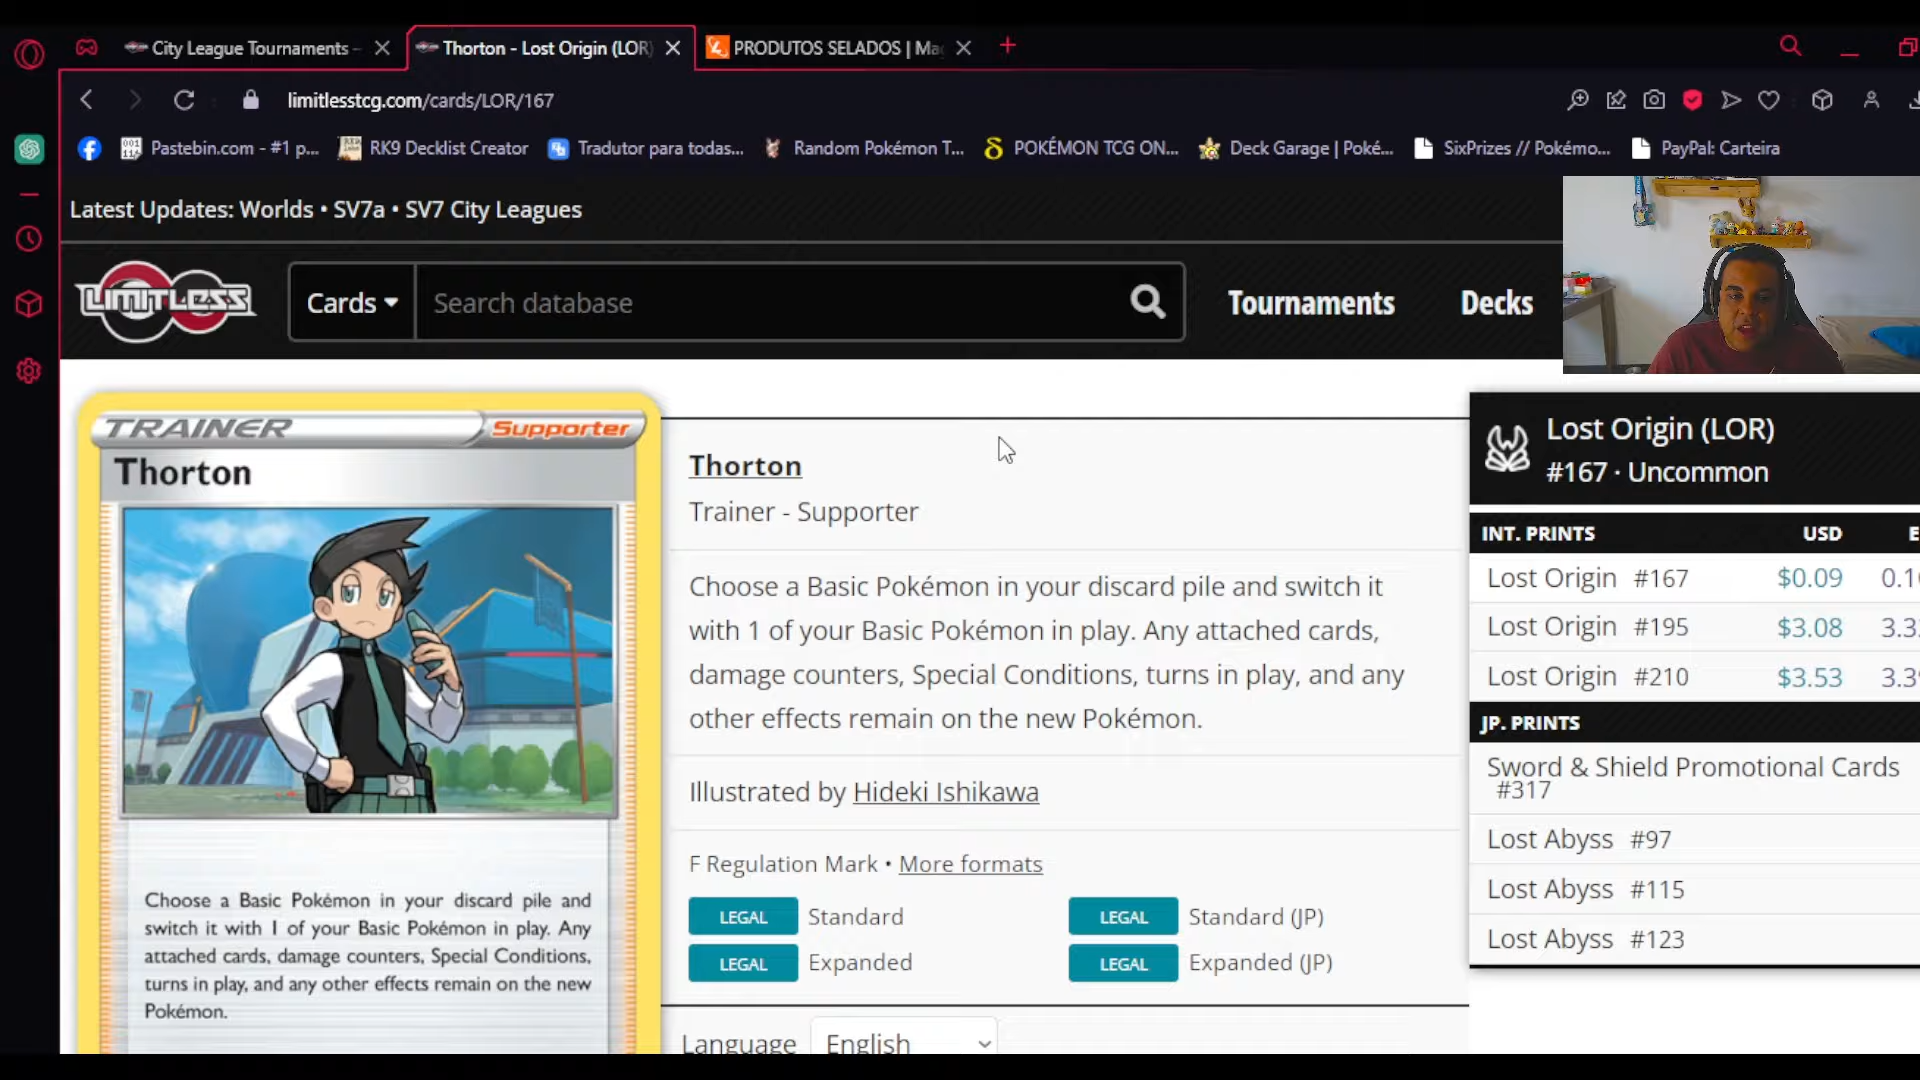 City League Tournaments –
Thorton - Lost Origin (LOR)
PRODUTOS SELADOS | Ma
limitlesstcg.com/cards/LOR/167
Pastebin.com - #1 p...
RK9 Decklist Creator
Tradutor para todas...
Random Pokémon T...
POKÉMON TCG ON...
Deck Garage | Poké...
SixPrizes // Pokémo...
PayPal: Carteira
Latest Updates: Worlds • SV7a • SV7 City Leagues
LIMITLESS
Cards
Search database
Tournaments
Decks
TRAINER
Supporter
Thorton
Choose a Basic Pokémon in your discard pile and
switch it with 1 of your Basic Pokémon in play. Any
attached cards, damage counters, Special Conditions,
turns in play, and any other effects remain on the new
Pokémon.
Thorton
Trainer - Supporter
Choose a Basic Pokémon in your discard pile and switch it
with 1 of your Basic Pokémon in play. Any attached cards,
damage counters, Special Conditions, turns in play, and any
other effects remain on the new Pokémon.
Illustrated by Hideki Ishikawa
F Regulation Mark • More formats
LEGAL Standard
LEGAL Standard (JP)
LEGAL Expanded
LEGAL Expanded (JP)
Language English
Lost Origin (LOR)
#167 · Uncommon
INT. PRINTS USD E
Lost Origin #167 $0.09 0.1
Lost Origin #195 $3.08 3.3
Lost Origin #210 $3.53 3.3
JP. PRINTS
Sword & Shield Promotional Cards
#317
Lost Abyss #97
Lost Abyss #115
Lost Abyss #123